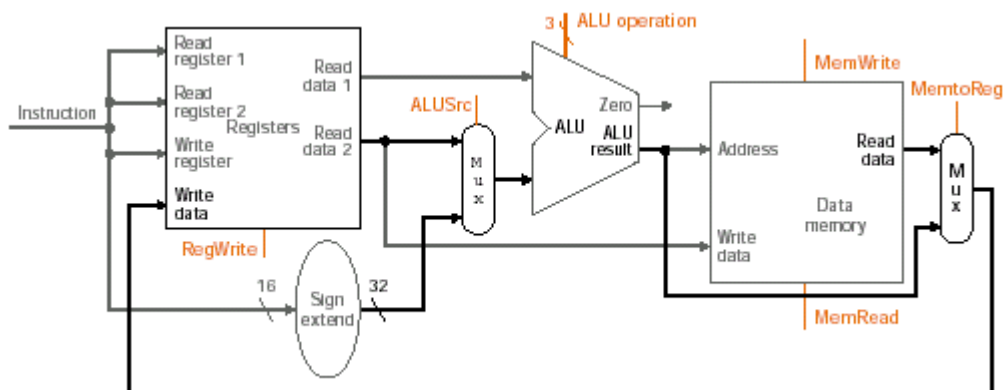 3
ALU operation
Read
register 1
Read
data 1
MemWrite
MemtoReg
Read
register 2
Instruction
Registers
ALUSrc
Zero
ALU
ALU
result
Read
data 2
Write
register
M
u
x
Address
Read
data
M
u
x
Write
data
Data
memory
Write
data
RegWrite
16
Sign
extend
32
MemRead